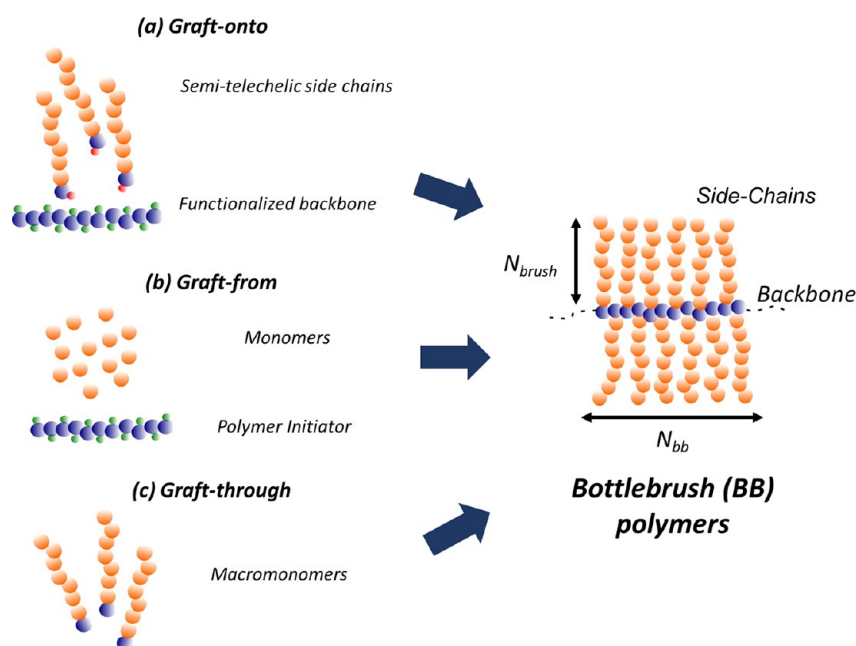 (a) Graft-onto
Semi-telechelic side chains
Functionalized backbone
(b) Graft-from
Monomers
Polymer Initiator
(c) Graft-through
Macromonomers
Side-Chains
N_brush
Backbone
N_bb
Bottlebrush (BB)
polymers